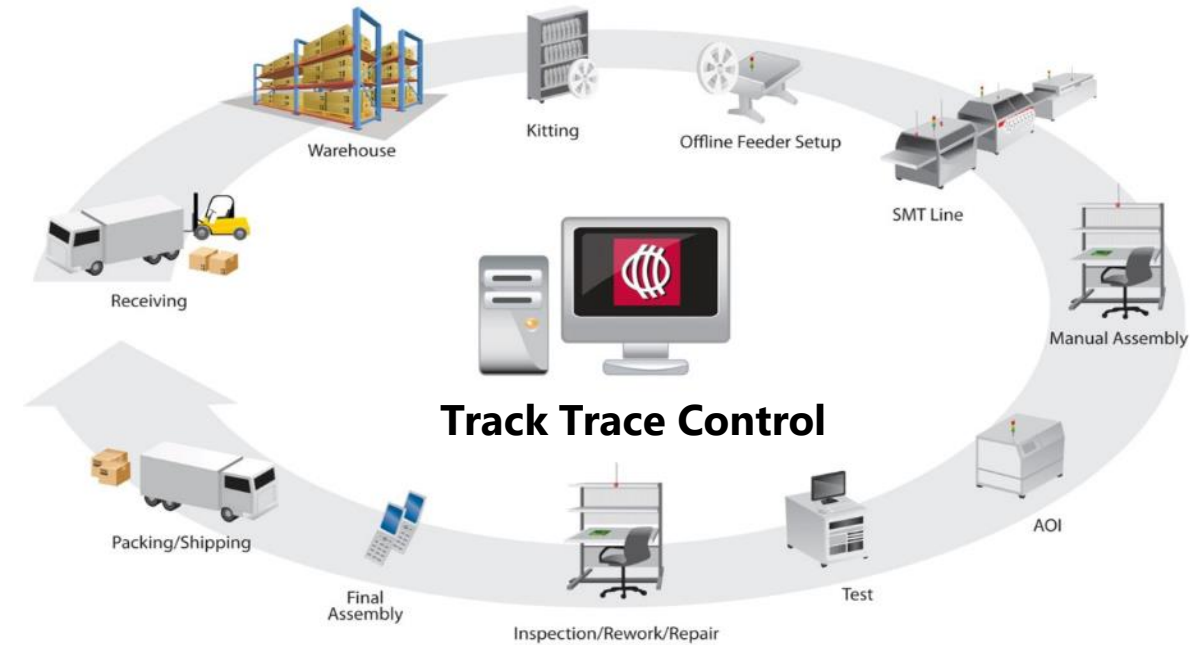 Warehouse
Kitting
Offline Feeder Setup
SMT Line
Receiving
Manual Assembly
Track Trace Control
AOI
Test
Inspection/Rework/Repair
Final
Assembly
Packing/Shipping